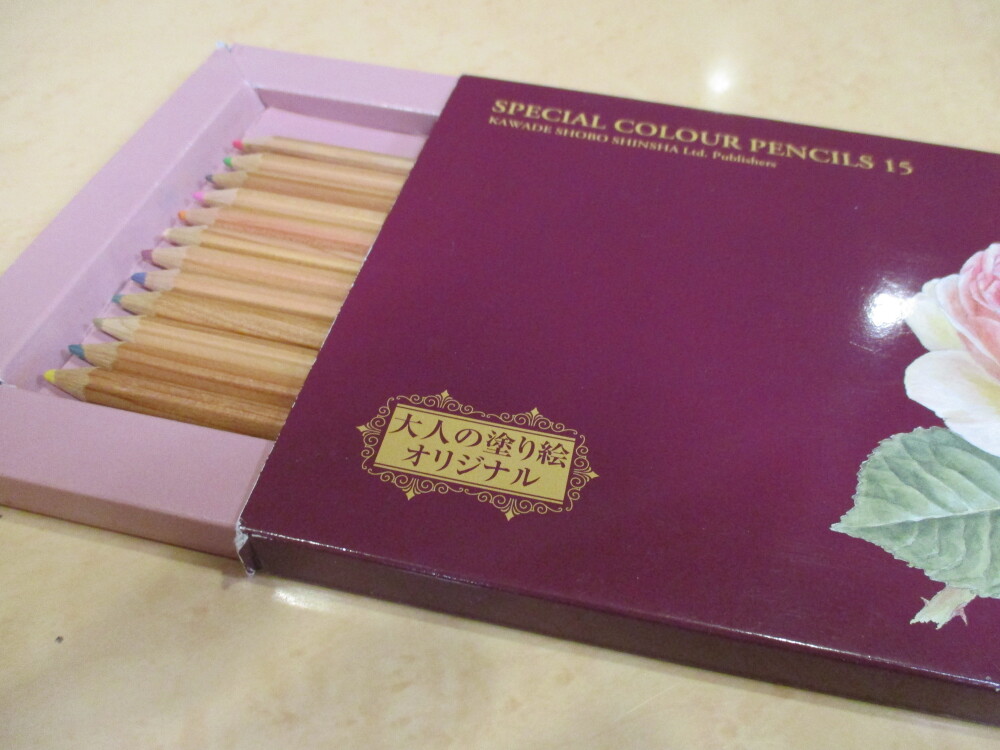 SPECIAL COLOUR PENCILS 15
KAWADE SHOBO SHINSHA Ltd. Publishers
大人の塗り絵
オリジナル